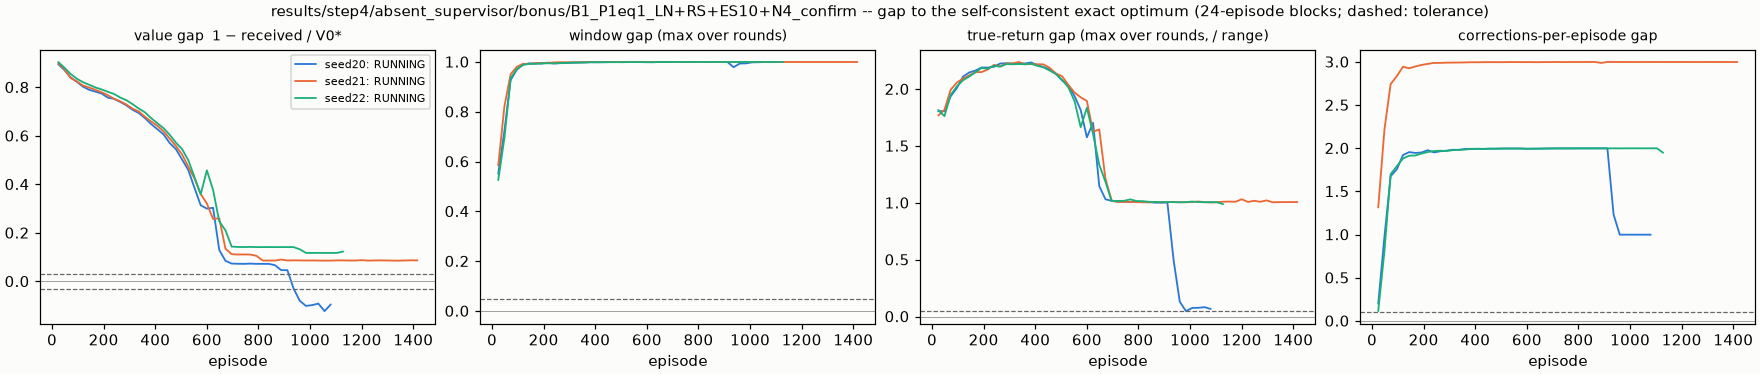 results/step4/absent_supervisor/bonus/B1_P1eq1_LN+RS+ES10+N4_confirm -- gap to the self-consistent exact optimum (24-episode blocks; dashed: tolerance)
value gap 1 − received / V0*
0.8
0.6
0.4
0.2
0.0
seed20: RUNNING
seed21: RUNNING
seed22: RUNNING
0 200 400 600 800 1000 1200 1400
episode
window gap (max over rounds)
1.0
0.8
0.6
0.4
0.2
0.0
0 200 400 600 800 1000 1200 1400
episode
true-return gap (max over rounds, / range)
2.0
1.5
1.0
0.5
0.0
0 200 400 600 800 1000 1200 1400
episode
corrections-per-episode gap
3.0
2.5
2.0
1.5
1.0
0.5
0.0
0 200 400 600 800 1000 1200 1400
episode